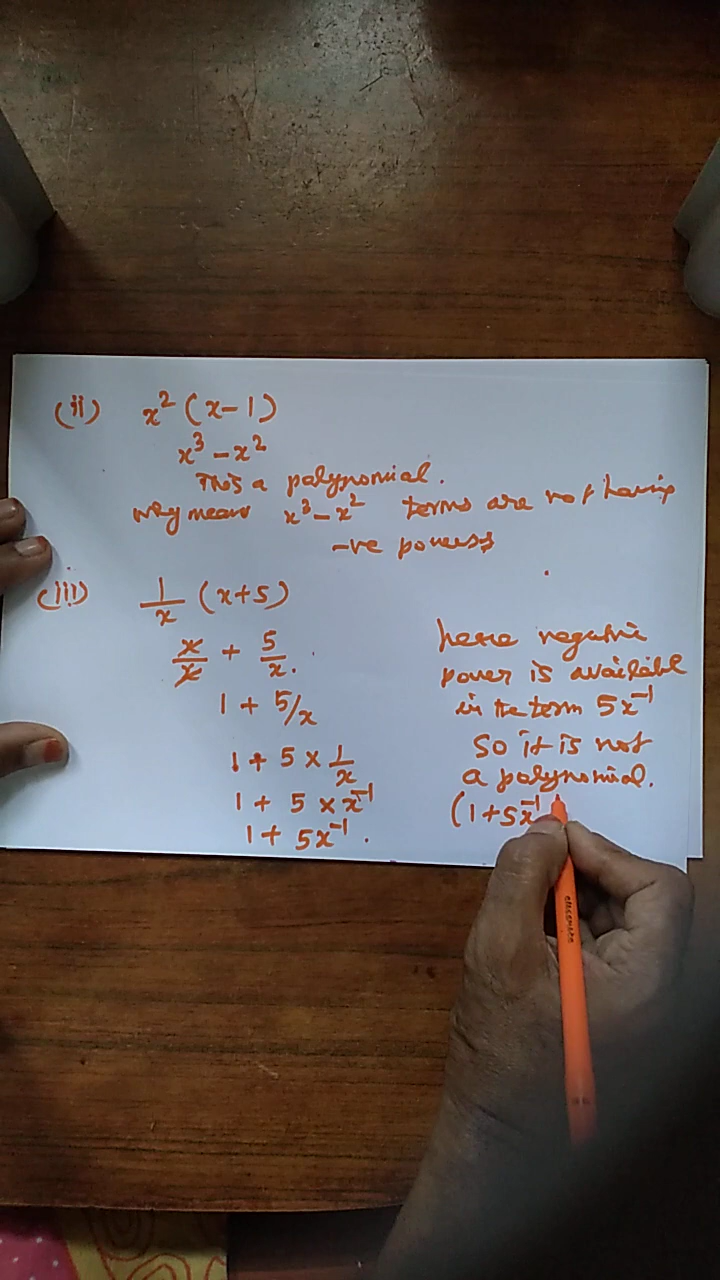 (ii) x² (x-1)
x³ - x²
This a polynomial.
why means x³ - x² terms are not having
-ve powers
(iii) 1/x (x+5)
x/x + 5/x.
1 + 5/x
1 + 5 × 1/x
1 + 5 × x⁻¹
1 + 5x⁻¹.
here negative
power is available
in the term 5x⁻¹
So it is not
a polynomial.
(1+5x⁻¹